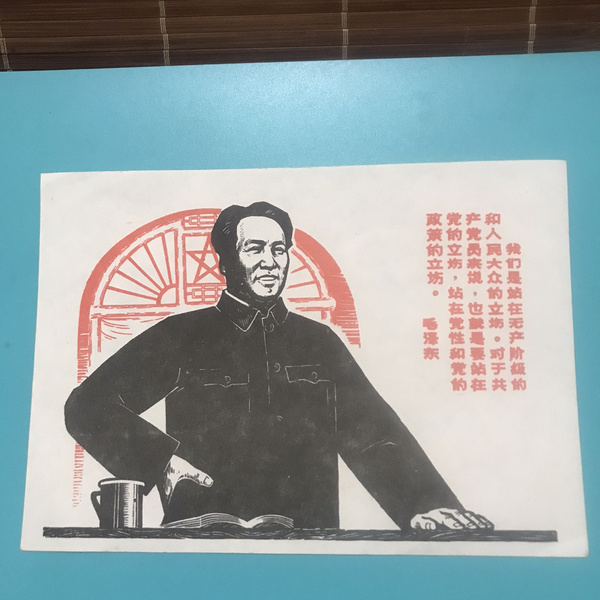 我们是站在无产阶级的
和人民大众的立场。对于共
产党员来说,也就是要站在
党的立场,站在党性和党的
政策的立场。
毛泽东